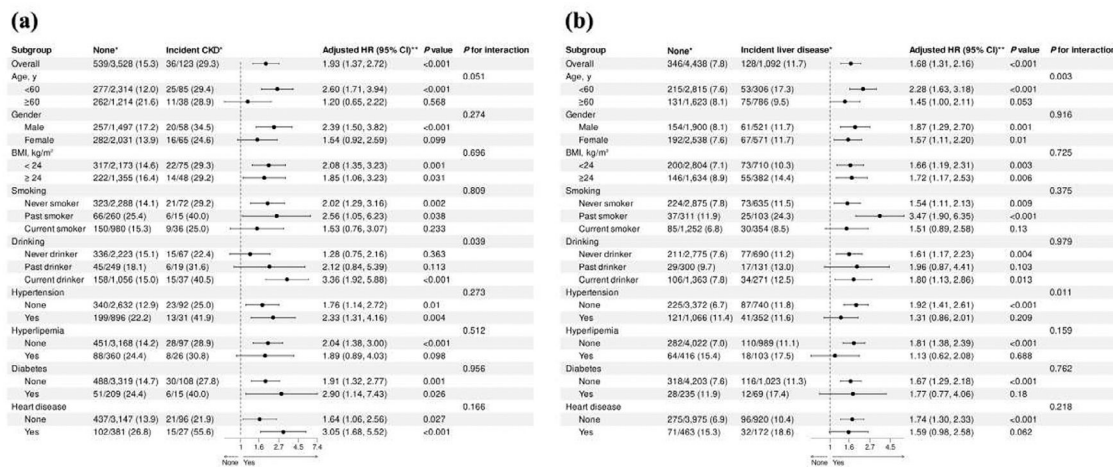 (a)
Subgroup None* Incident CKD* Adjusted HR (95% CI)** P value P for interaction
Overall 539/3,528 (15.3) 36/123 (29.3) 1.93 (1.37, 2.72) <0.001
Age, y 0.051
<60 277/2,314 (12.0) 25/85 (29.4) 2.60 (1.71, 3.94) <0.001
≥60 262/1,214 (21.6) 11/38 (28.9) 1.20 (0.65, 2.22) 0.568
Gender 0.274
Male 257/1,497 (17.2) 20/58 (34.5) 2.39 (1.50, 3.82) <0.001
Female 282/2,031 (13.9) 16/65 (24.6) 1.54 (0.92, 2.59) 0.099
BMI, kg/m² 0.696
< 24 317/2,173 (14.6) 22/75 (29.3) 2.08 (1.35, 3.23) 0.001
≥ 24 222/1,355 (16.4) 14/48 (29.2) 1.85 (1.06, 3.23) 0.031
Smoking 0.809
Never smoker 323/2,288 (14.1) 21/72 (29.2) 2.02 (1.29, 3.16) 0.002
Past smoker 66/260 (25.4) 6/15 (40.0) 2.56 (1.05, 6.23) 0.038
Current smoker 150/980 (15.3) 9/36 (25.0) 1.53 (0.76, 3.07) 0.233
Drinking 0.039
Never drinker 336/2,223 (15.1) 15/67 (22.4) 1.28 (0.75, 2.16) 0.363
Past drinker 45/249 (18.1) 6/19 (31.6) 2.12 (0.84, 5.39) 0.113
Current drinker 158/1,056 (15.0) 15/37 (40.5) 3.36 (1.92, 5.88) <0.001
Hypertension 0.273
None 340/2,632 (12.9) 23/92 (25.0) 1.76 (1.14, 2.72) 0.01
Yes 199/896 (22.2) 13/31 (41.9) 2.33 (1.31, 4.16) 0.004
Hyperlipemia 0.512
None 451/3,168 (14.2) 28/97 (28.9) 2.04 (1.38, 3.00) <0.001
Yes 88/360 (24.4) 8/26 (30.8) 1.89 (0.89, 4.03) 0.098
Diabetes 0.956
None 488/3,319 (14.7) 30/108 (27.8) 1.91 (1.32, 2.77) 0.001
Yes 51/209 (24.4) 6/15 (40.0) 2.90 (1.14, 7.43) 0.026
Heart disease 0.166
None 437/3,147 (13.9) 21/96 (21.9) 1.64 (1.06, 2.56) 0.027
Yes 102/381 (26.8) 15/27 (55.6) 3.05 (1.68, 5.52) <0.001
1 1.6 2.7 4.5 7.4
None Yes
(b)
Subgroup None* Incident liver disease* Adjusted HR (95% CI)** P value P for interaction
Overall 346/4,438 (7.8) 128/1,092 (11.7) 1.68 (1.31, 2.16) <0.001
Age, y 0.003
<60 215/2,815 (7.6) 53/306 (17.3) 2.28 (1.63, 3.18) <0.001
≥60 131/1,623 (8.1) 75/786 (9.5) 1.45 (1.00, 2.11) 0.053
Gender 0.916
Male 154/1,900 (8.1) 61/521 (11.7) 1.87 (1.29, 2.70) 0.001
Female 192/2,538 (7.6) 67/571 (11.7) 1.57 (1.11, 2.20) 0.01
BMI, kg/m² 0.725
<24 200/2,804 (7.1) 73/710 (10.3) 1.66 (1.19, 2.31) 0.003
≥24 146/1,634 (8.9) 55/382 (14.4) 1.72 (1.17, 2.53) 0.006
Smoking 0.375
Never smoker 224/2,875 (7.8) 73/635 (11.5) 1.54 (1.11, 2.13) 0.009
Past smoker 37/311 (11.9) 25/103 (24.3) 3.47 (1.90, 6.35) <0.001
Current smoker 85/1,252 (6.8) 30/354 (8.5) 1.51 (0.89, 2.58) 0.13
Drinking 0.979
Never drinker 211/2,775 (7.6) 77/690 (11.2) 1.61 (1.17, 2.23) 0.004
Past drinker 29/300 (9.7) 17/131 (13.0) 1.96 (0.87, 4.41) 0.103
Current drinker 106/1,363 (7.8) 34/271 (12.5) 1.80 (1.13, 2.86) 0.013
Hypertension 0.011
None 225/3,372 (6.7) 87/740 (11.8) 1.92 (1.41, 2.61) <0.001
Yes 121/1,066 (11.4) 41/352 (11.6) 1.31 (0.86, 2.01) 0.209
Hyperlipemia 0.159
None 282/4,022 (7.0) 110/989 (11.1) 1.81 (1.38, 2.39) <0.001
Yes 64/416 (15.4) 18/103 (17.5) 1.13 (0.62, 2.08) 0.688
Diabetes 0.762
None 318/4,203 (7.6) 116/1,023 (11.3) 1.67 (1.29, 2.18) <0.001
Yes 28/235 (11.9) 12/69 (17.4) 1.77 (0.77, 4.06) 0.18
Heart disease 0.218
None 275/3,975 (6.9) 96/920 (10.4) 1.74 (1.30, 2.33) <0.001
Yes 71/463 (15.3) 32/172 (18.6) 1.59 (0.98, 2.58) 0.062
1 1.6 2.7 4.5
None Yes